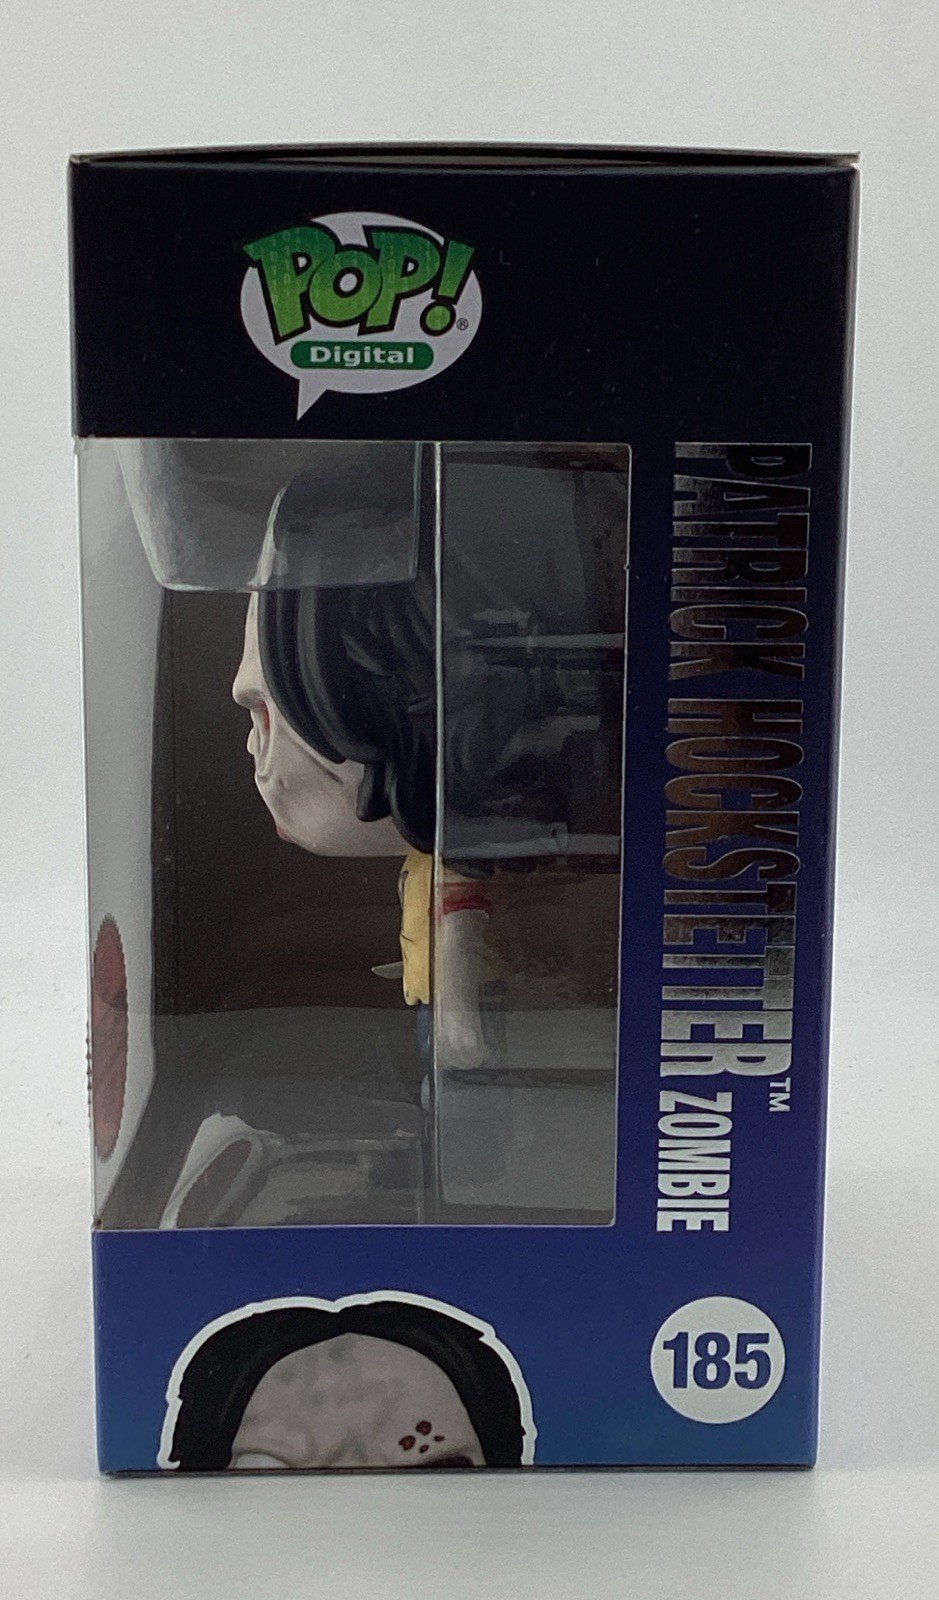 POP!®
Digital
PATRICK HOCKSTETTER™ ZOMBIE
185